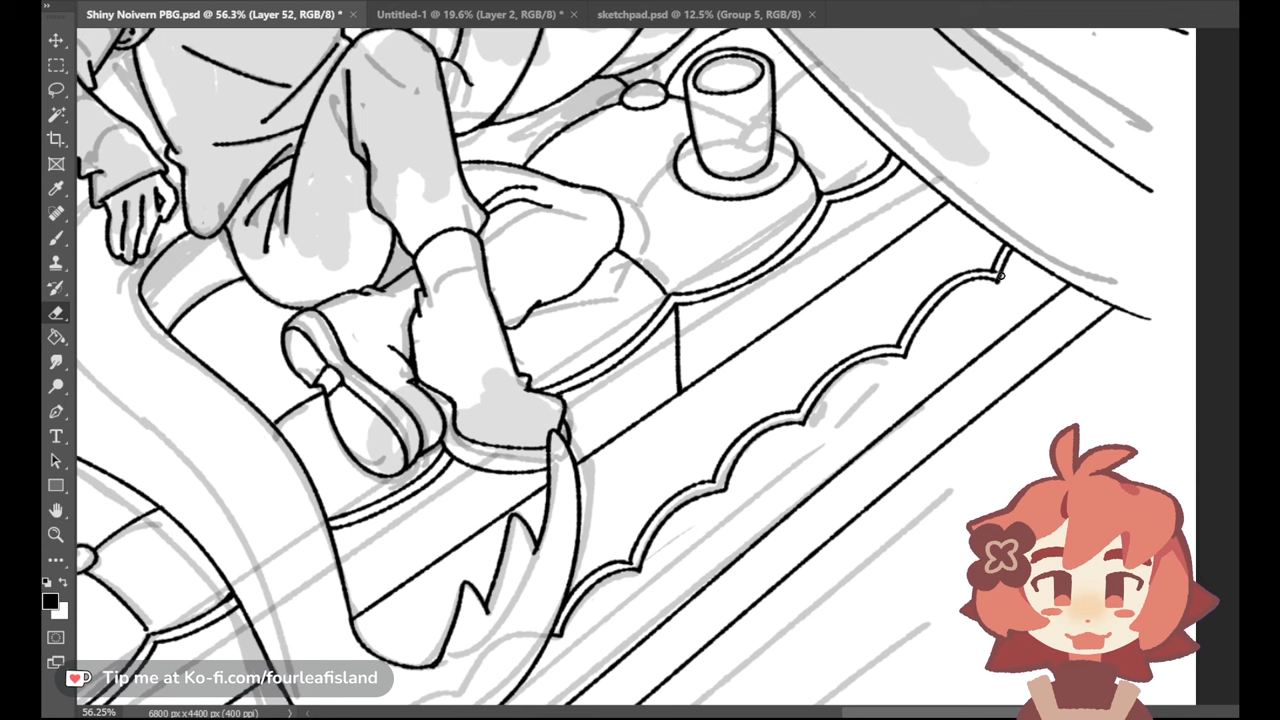 Shiny Noivern PBG.psd @ 56.3% (Layer 52, RGB/8) *
Untitled-1 @ 19.6% (Layer 2, RGB/8) *
sketchpad.psd @ 12.5% (Group 5, RGB/8)
T
Tip me at Ko-fi.com/fourleafisland
56.25%
6800 px x 4400 px (400 ppi)